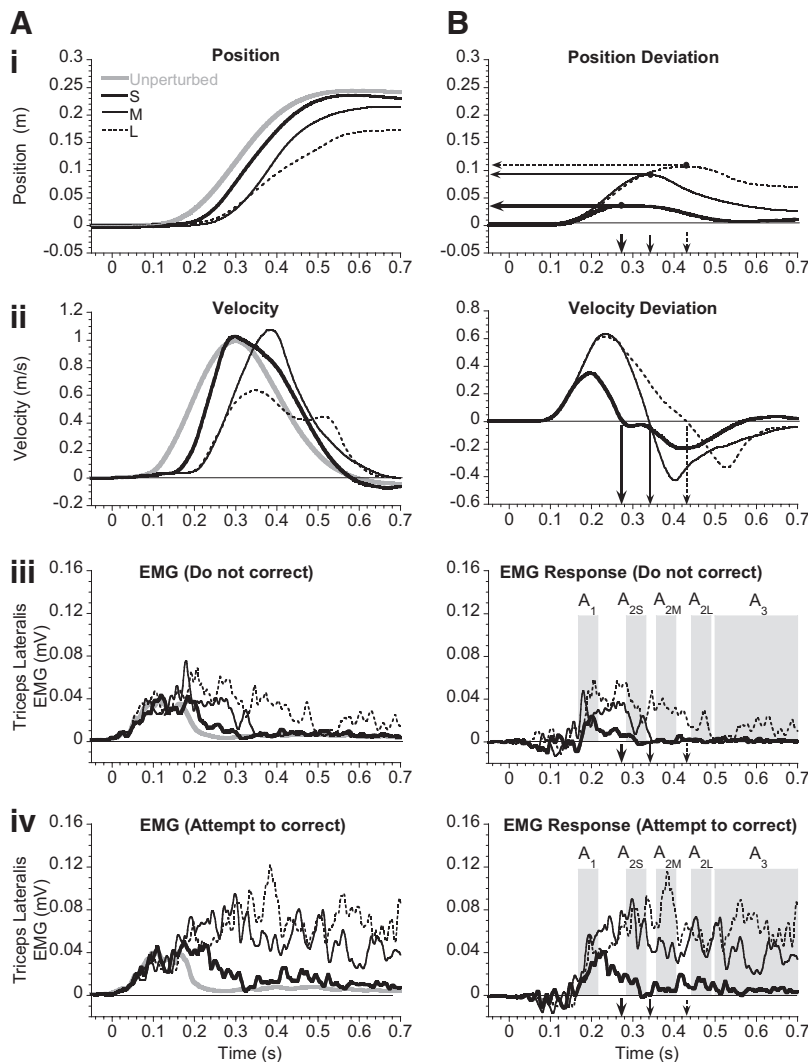 A
B
i
Position
Position Deviation
Position (m)
0.3
0.25
0.2
0.15
0.1
0.05
0
-0.05
Unperturbed
S
M
L
0 0.1 0.2 0.3 0.4 0.5 0.6 0.7
0.3
0.25
0.2
0.15
0.1
0.05
0
-0.05
0 0.1 0.2 0.3 0.4 0.5 0.6 0.7
ii
Velocity
Velocity Deviation
Velocity (m/s)
1.2
1
0.8
0.6
0.4
0.2
0
-0.2
0 0.1 0.2 0.3 0.4 0.5 0.6 0.7
0.8
0.6
0.4
0.2
0
-0.2
-0.4
-0.6
0 0.1 0.2 0.3 0.4 0.5 0.6 0.7
iii
EMG (Do not correct)
EMG Response (Do not correct)
Triceps Lateralis
EMG (mV)
0.16
0.12
0.08
0.04
0
0 0.1 0.2 0.3 0.4 0.5 0.6 0.7
0.16
0.12
0.08
0.04
0
A1 A2S A2M A2L A3
0 0.1 0.2 0.3 0.4 0.5 0.6 0.7
iv
EMG (Attempt to correct)
EMG Response (Attempt to correct)
Triceps Lateralis
EMG (mV)
0.16
0.12
0.08
0.04
0
0 0.1 0.2 0.3 0.4 0.5 0.6 0.7
Time (s)
0.16
0.12
0.08
0.04
0
A1 A2S A2M A2L A3
0 0.1 0.2 0.3 0.4 0.5 0.6 0.7
Time (s)